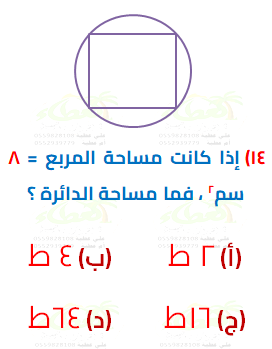 ١٤) إذا كانت مساحة المربع = ٨
سم٢ ، فما مساحة الدائرة ؟
(أ) ٢ ط (ب) ٤ ط
(ج) ١٦ط (د) ٦٤ط